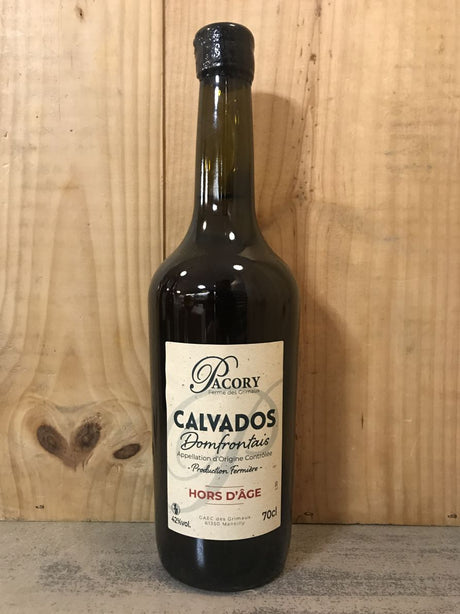 Pacory
Ferme des Grimaux
CALVADOS
Domfrontais
Appellation d'Origine Contrôlée
• Production Fermière •
HORS D'ÂGE
GAEC des Grimaux
61350 Mantilly
42%vol.
70cl